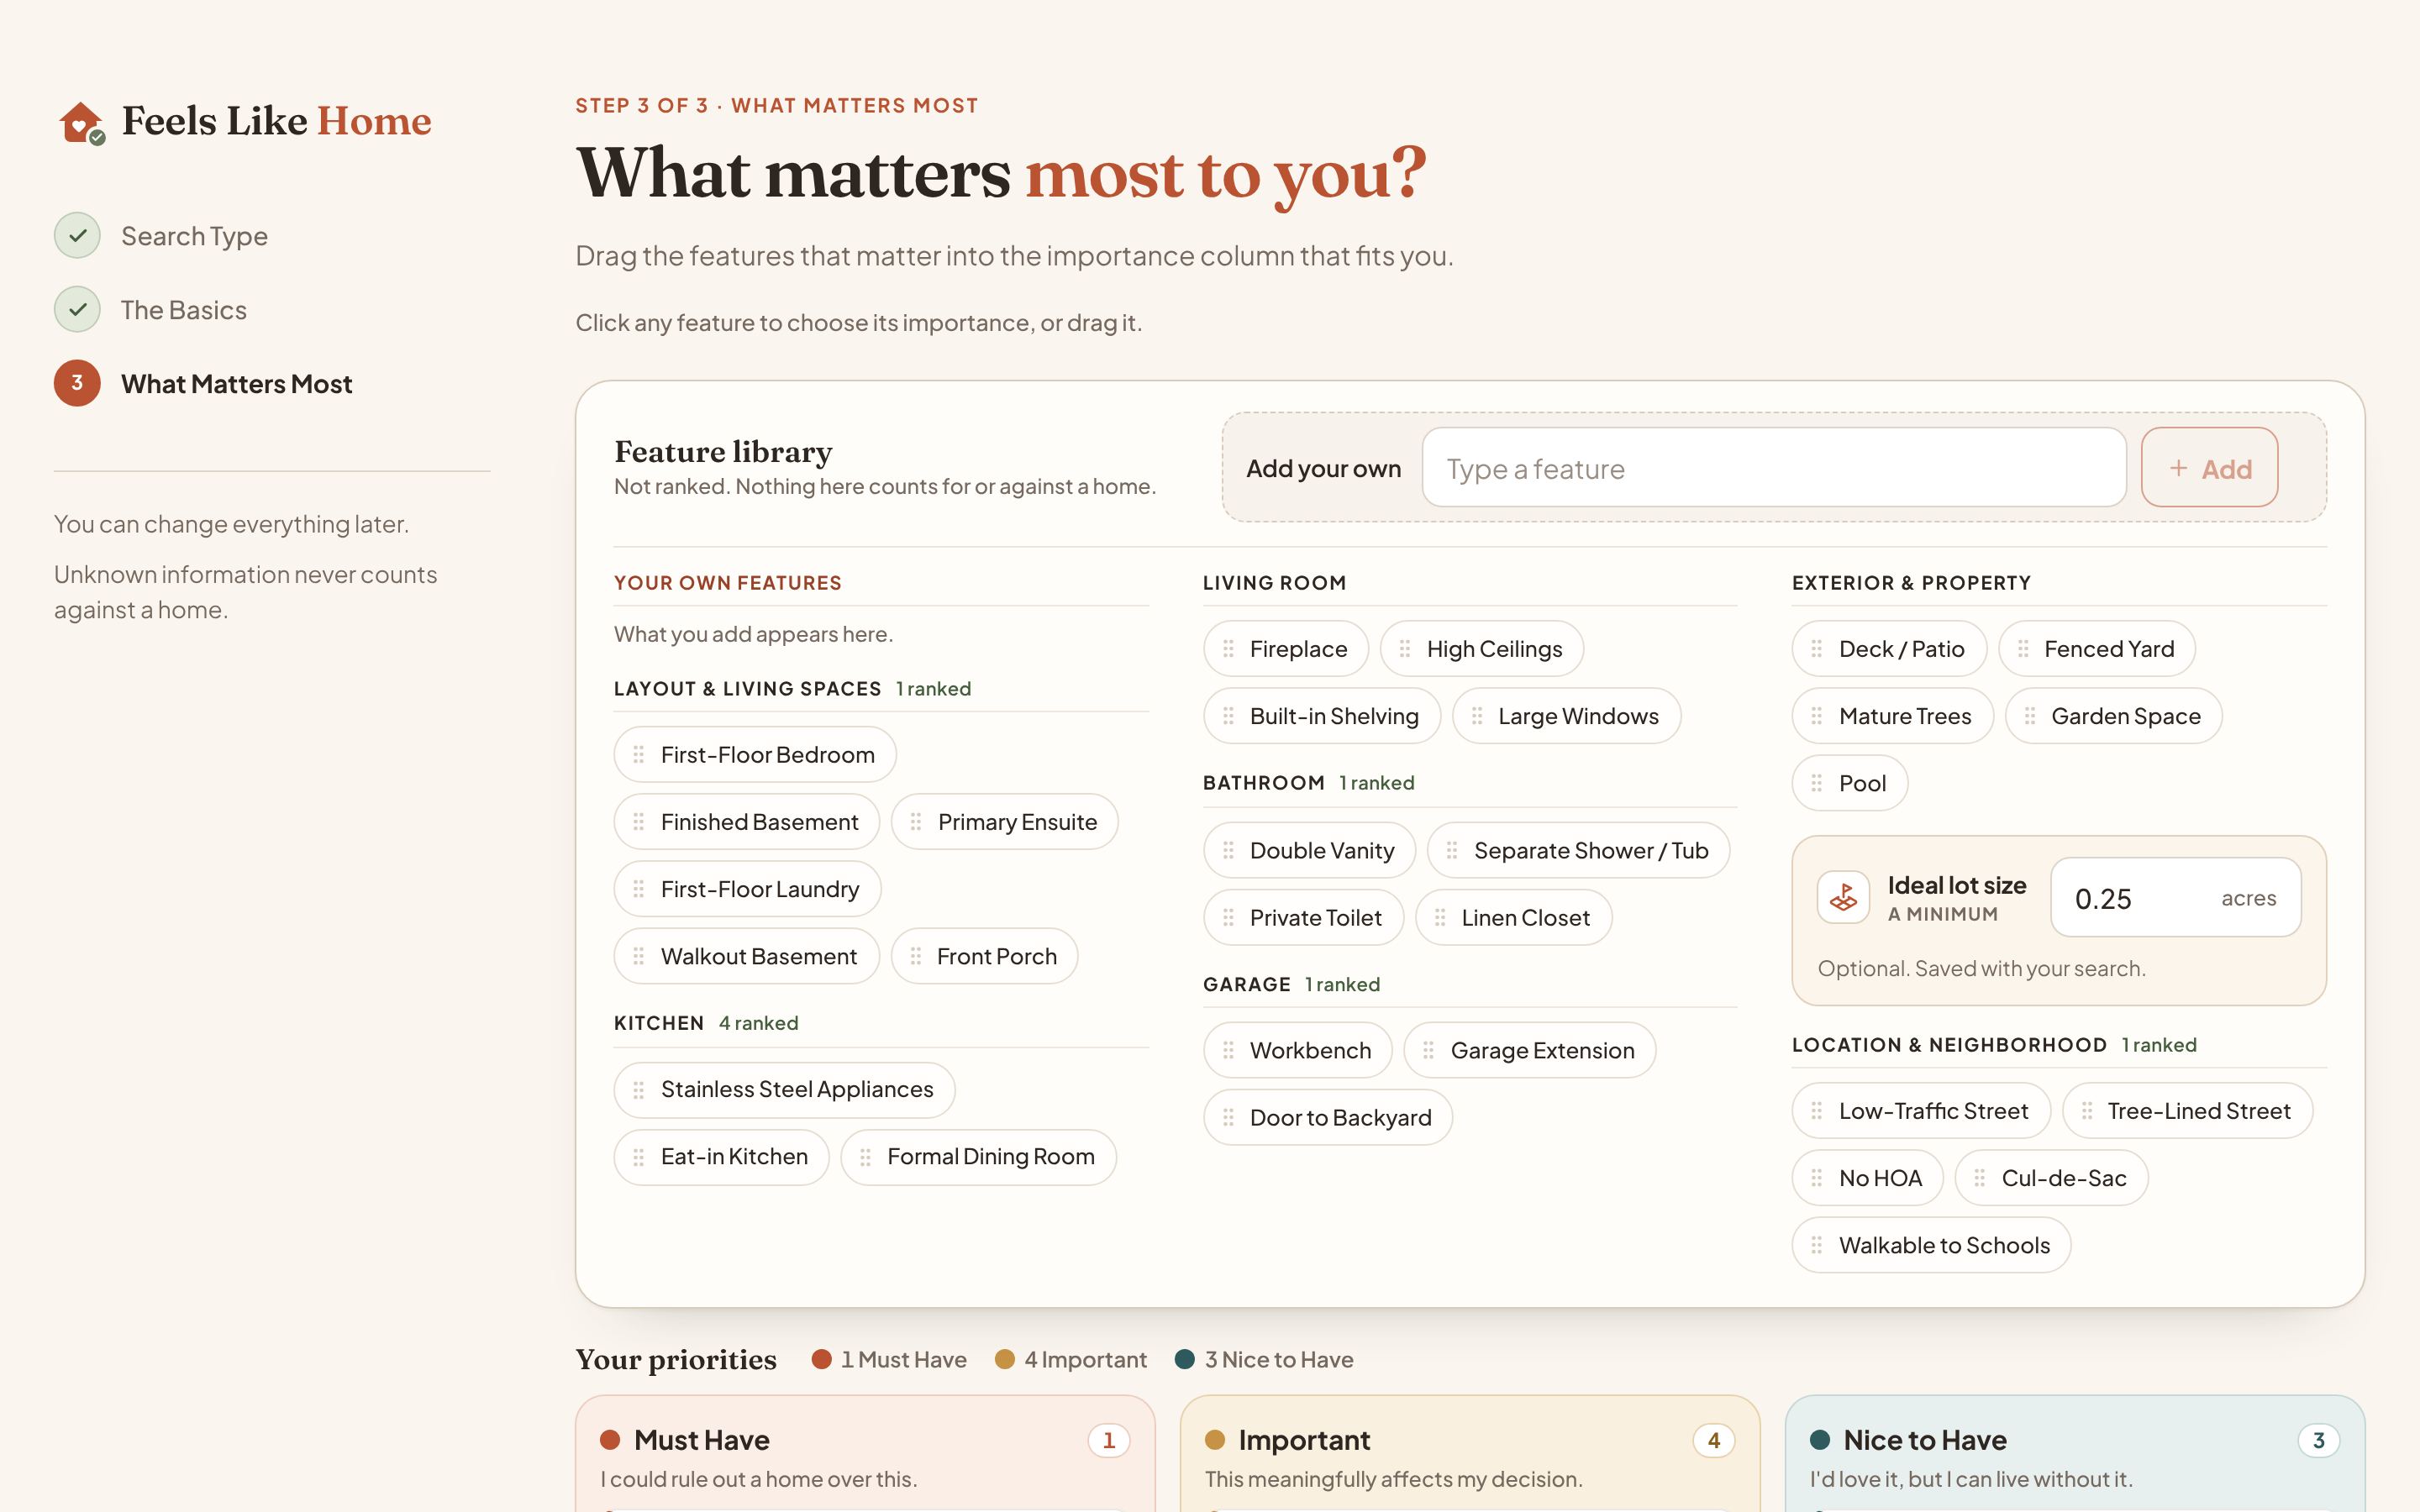 Feels Like Home
Search Type
The Basics
3 What Matters Most
You can change everything later.
Unknown information never counts
against a home.
STEP 3 OF 3 · WHAT MATTERS MOST
What matters most to you?
Drag the features that matter into the importance column that fits you.
Click any feature to choose its importance, or drag it.
Feature library
Not ranked. Nothing here counts for or against a home.
Add your own
Type a feature
+ Add
YOUR OWN FEATURES
What you add appears here.
LAYOUT & LIVING SPACES 1 ranked
First-Floor Bedroom
Finished Basement Primary Ensuite
First-Floor Laundry
Walkout Basement Front Porch
KITCHEN 4 ranked
Stainless Steel Appliances
Eat-in Kitchen Formal Dining Room
LIVING ROOM
Fireplace High Ceilings
Built-in Shelving Large Windows
BATHROOM 1 ranked
Double Vanity Separate Shower / Tub
Private Toilet Linen Closet
GARAGE 1 ranked
Workbench Garage Extension
Door to Backyard
EXTERIOR & PROPERTY
Deck / Patio Fenced Yard
Mature Trees Garden Space
Pool
Ideal lot size
A MINIMUM
0.25 acres
Optional. Saved with your search.
LOCATION & NEIGHBORHOOD 1 ranked
Low-Traffic Street Tree-Lined Street
No HOA Cul-de-Sac
Walkable to Schools
Your priorities 1 Must Have 4 Important 3 Nice to Have
Must Have 1
I could rule out a home over this.
Important 4
This meaningfully affects my decision.
Nice to Have 3
I'd love it, but I can live without it.